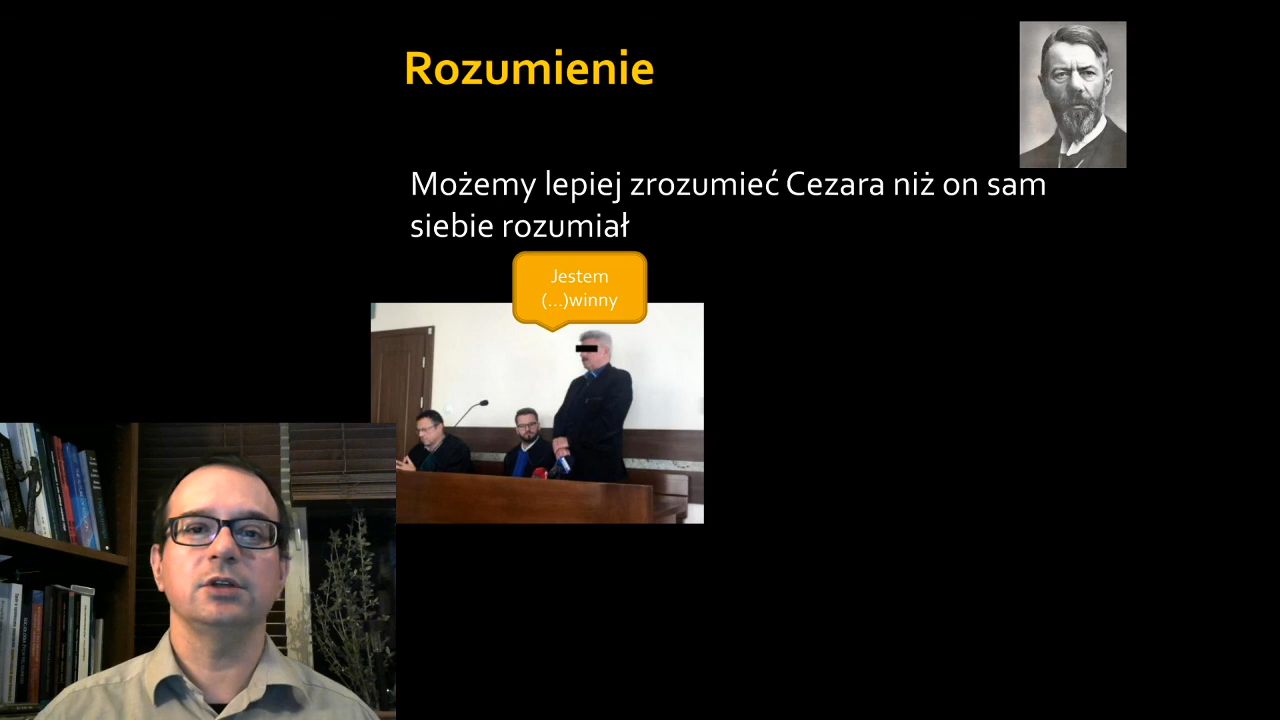 Rozumienie
Możemy lepiej zrozumieć Cezara niż on sam
siebie rozumiał
Jestem
(...)winny